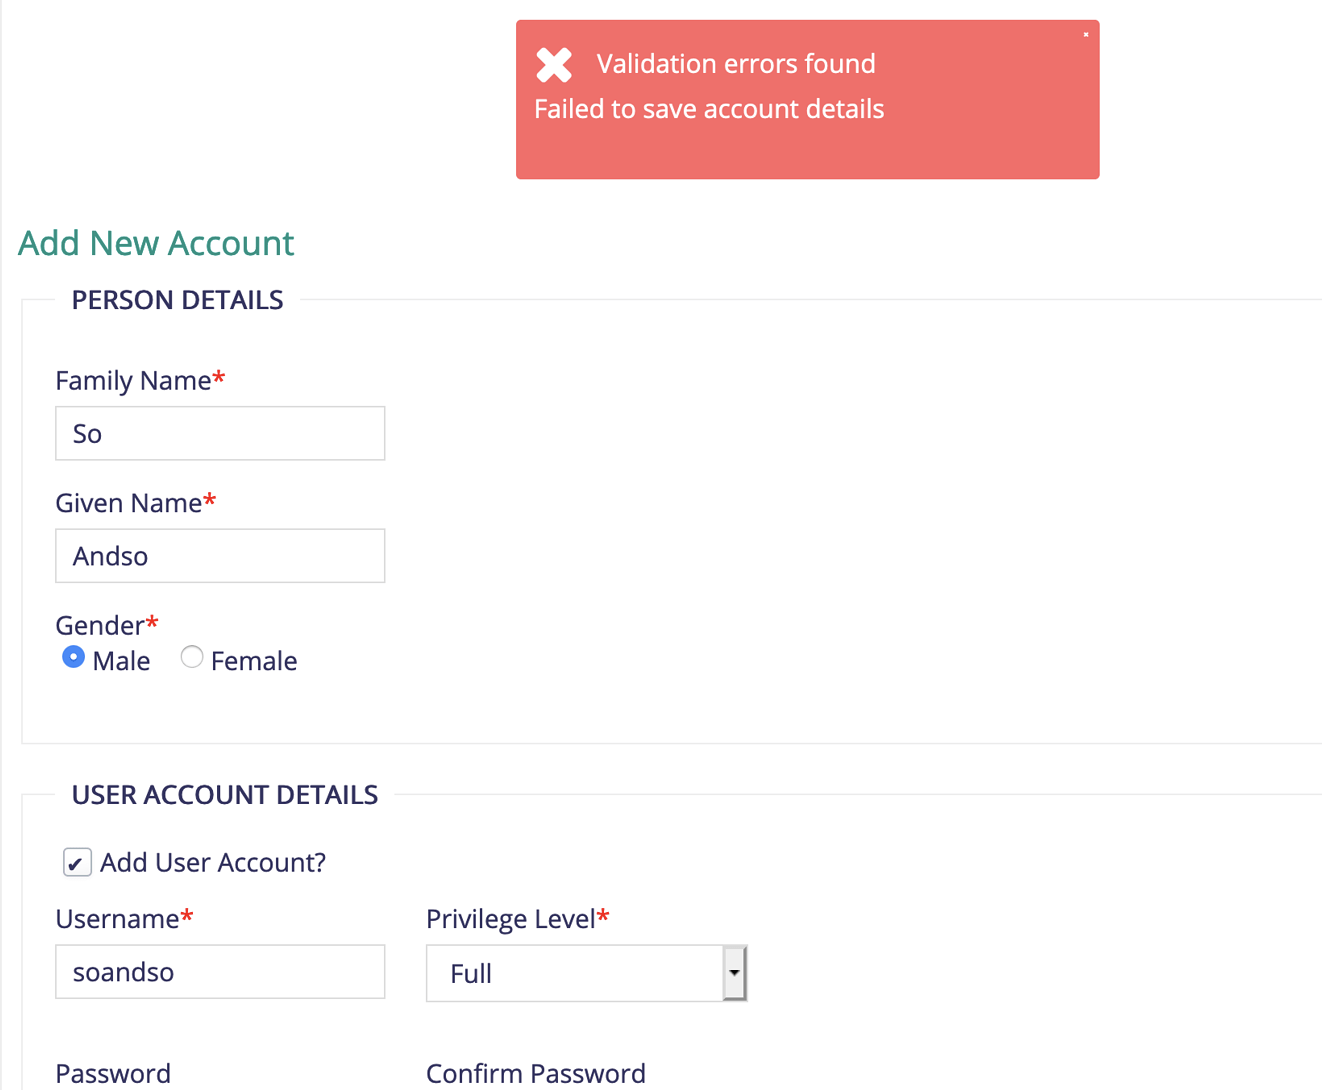 Validation errors found
Failed to save account details
Add New Account
PERSON DETAILS
Family Name*
So
Given Name*
Andso
Gender*
Male Female
USER ACCOUNT DETAILS
Add User Account?
Username* Privilege Level*
soandso Full
Password Confirm Password